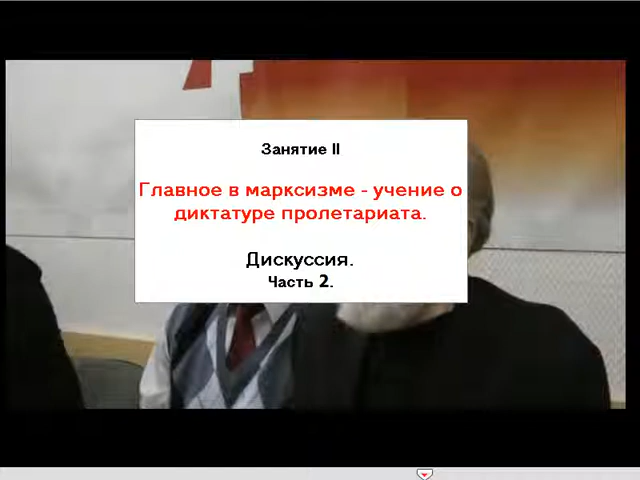 Занятие II
Главное в марксизме - учение о
диктатуре пролетариата.
Дискуссия.
Часть 2.